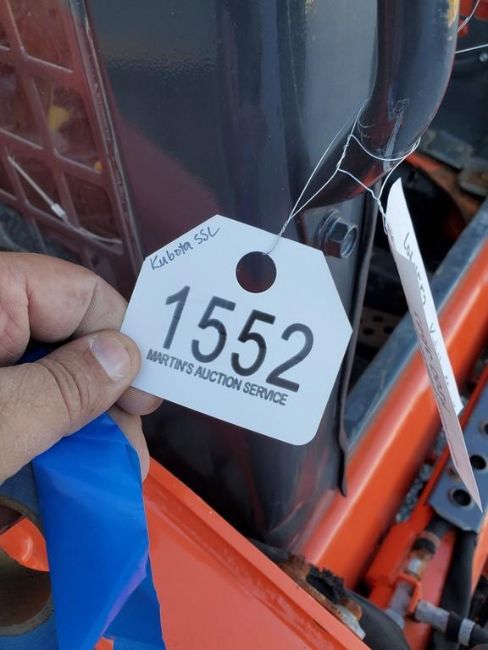 Kubota SSL
1552
MARTIN'S AUCTION SERVICE